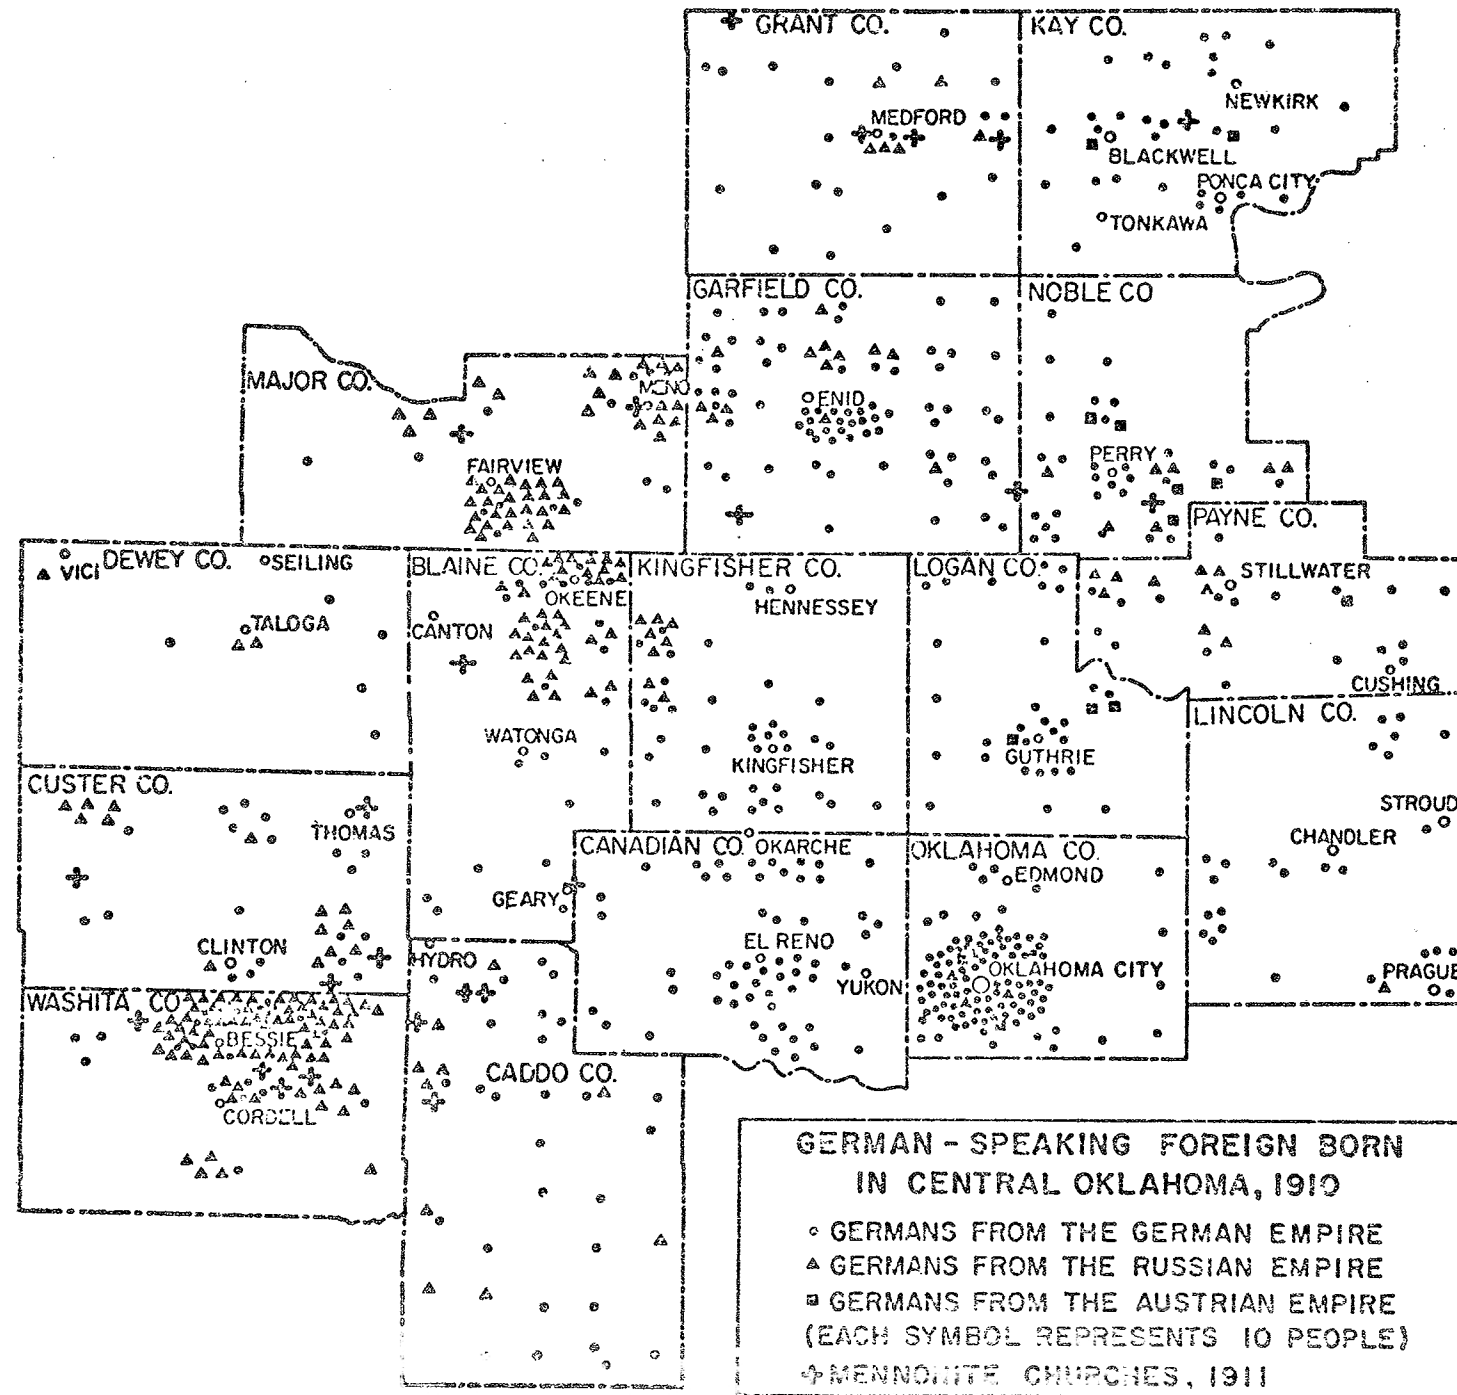 GRANT CO.
KAY CO.
NEWKIRK
MEDFORD
BLACKWELL
PONCA CITY
TONKAWA
GARFIELD CO.
NOBLE CO
MAJOR CO.
MENO
ENID
FAIRVIEW
PERRY
PAYNE CO.
VICI
DEWEY CO.
SEILING
BLAINE CO.
KINGFISHER CO.
LOGAN CO.
STILLWATER
OKEENE
HENNESSEY
TALOGA
CANTON
CUSHING
LINCOLN CO.
WATONGA
KINGFISHER
GUTHRIE
CUSTER CO.
THOMAS
STROUD
CHANDLER
CANADIAN CO.
OKARCHE
OKLAHOMA CO.
EDMOND
GEARY
CLINTON
HYDRO
EL RENO
YUKON
OKLAHOMA CITY
PRAGUE
WASHITA CO.
BESSIE
CADDO CO.
CORDELL
GERMAN - SPEAKING FOREIGN BORN
IN CENTRAL OKLAHOMA, 1910
GERMANS FROM THE GERMAN EMPIRE
GERMANS FROM THE RUSSIAN EMPIRE
GERMANS FROM THE AUSTRIAN EMPIRE
(EACH SYMBOL REPRESENTS 10 PEOPLE)
MENNONITE CHURCHES, 1911